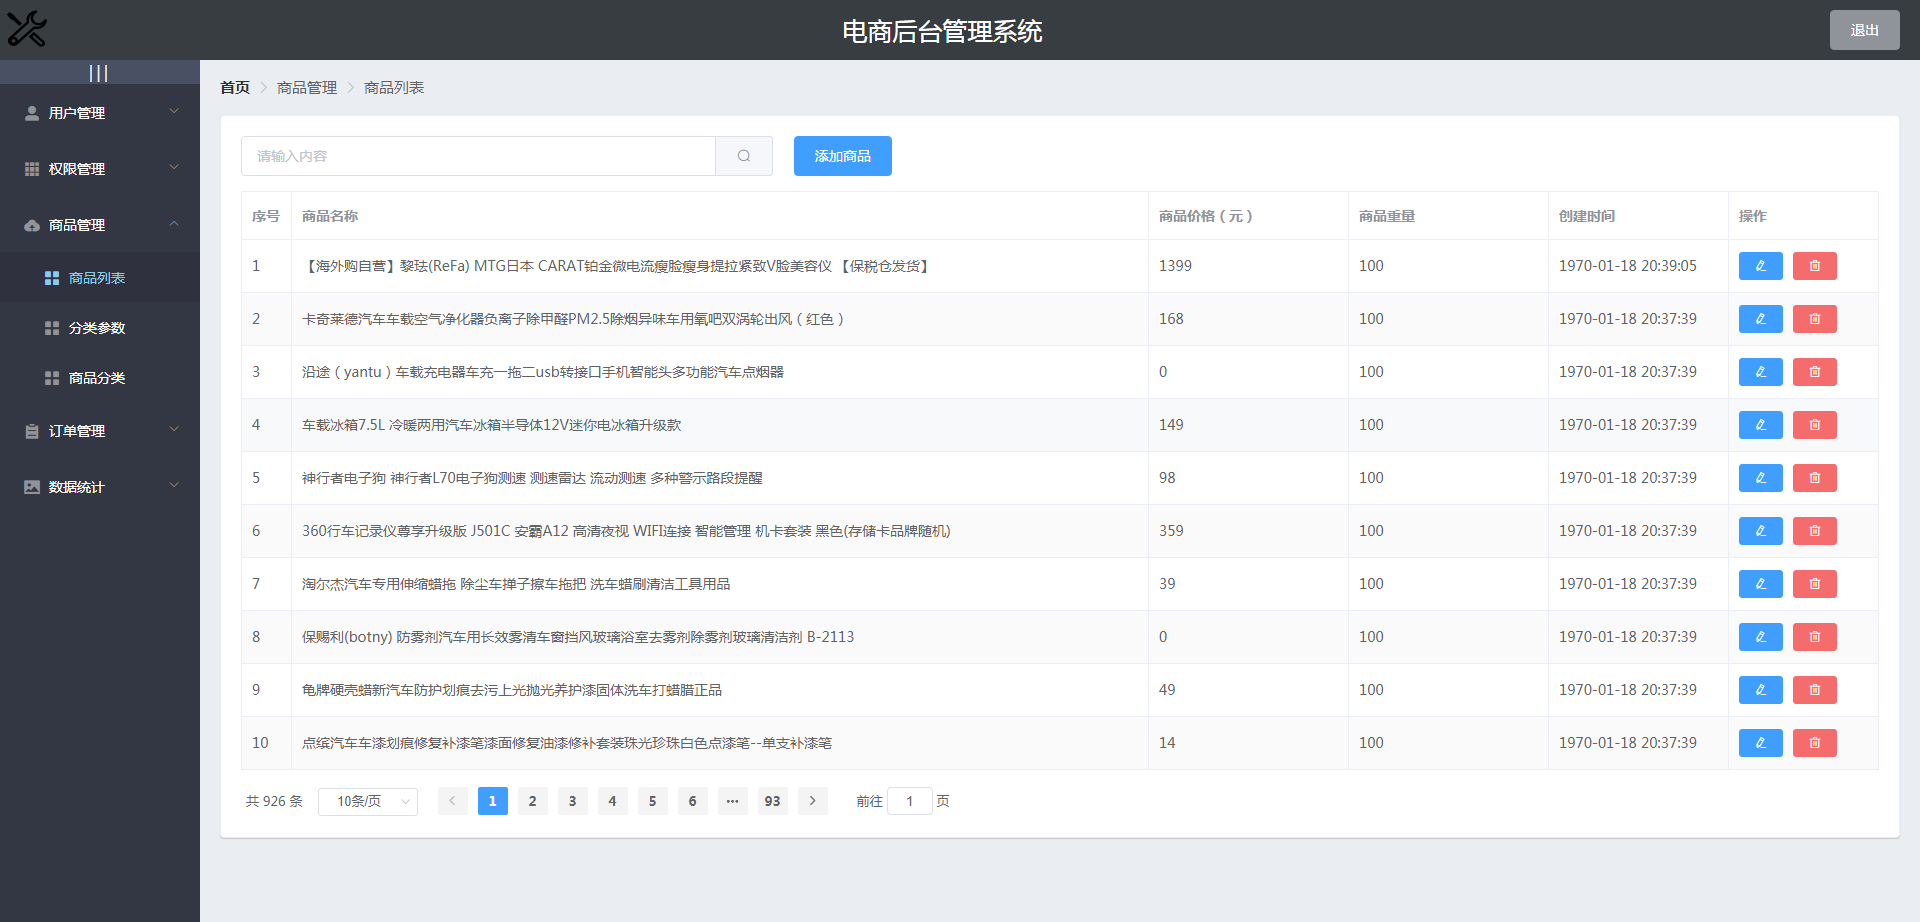 电商后台管理系统
退出
|||
用户管理
权限管理
商品管理
商品列表
分类参数
商品分类
订单管理
数据统计
首页 > 商品管理 > 商品列表
请输入内容 添加商品
序号 商品名称 商品价格（元） 商品重量 创建时间 操作
1 【海外购自营】黎珐(ReFa) MTG日本 CARAT铂金微电流瘦脸瘦身提拉紧致V脸美容仪 【保税仓发货】 1399 100 1970-01-18 20:39:05
2 卡奇莱德汽车车载空气净化器负离子除甲醛PM2.5除烟异味车用氧吧双涡轮出风（红色） 168 100 1970-01-18 20:37:39
3 沿途（yantu）车载充电器车充一拖二usb转接口手机智能头多功能汽车点烟器 0 100 1970-01-18 20:37:39
4 车载冰箱7.5L 冷暖两用汽车冰箱半导体12V迷你电冰箱升级款 149 100 1970-01-18 20:37:39
5 神行者电子狗 神行者L70电子狗测速 测速雷达 流动测速 多种警示路段提醒 98 100 1970-01-18 20:37:39
6 360行车记录仪尊享升级版 J501C 安霸A12 高清夜视 WIFI连接 智能管理 机卡套装 黑色(存储卡品牌随机) 359 100 1970-01-18 20:37:39
7 淘尔杰汽车专用伸缩蜡拖 除尘车掸子擦车拖把 洗车蜡刷清洁工具用品 39 100 1970-01-18 20:37:39
8 保赐利(botny) 防雾剂汽车用长效雾清车窗挡风玻璃浴室去雾剂除雾剂玻璃清洁剂 B-2113 0 100 1970-01-18 20:37:39
9 龟牌硬壳蜡新汽车防护划痕去污上光抛光养护漆固体洗车打蜡腊正品 49 100 1970-01-18 20:37:39
10 点缤汽车车漆划痕修复补漆笔漆面修复油漆修补套装珠光珍珠白色点漆笔--单支补漆笔 14 100 1970-01-18 20:37:39
共 926 条 10条/页 < 1 2 3 4 5 6 ••• 93 > 前往 1 页